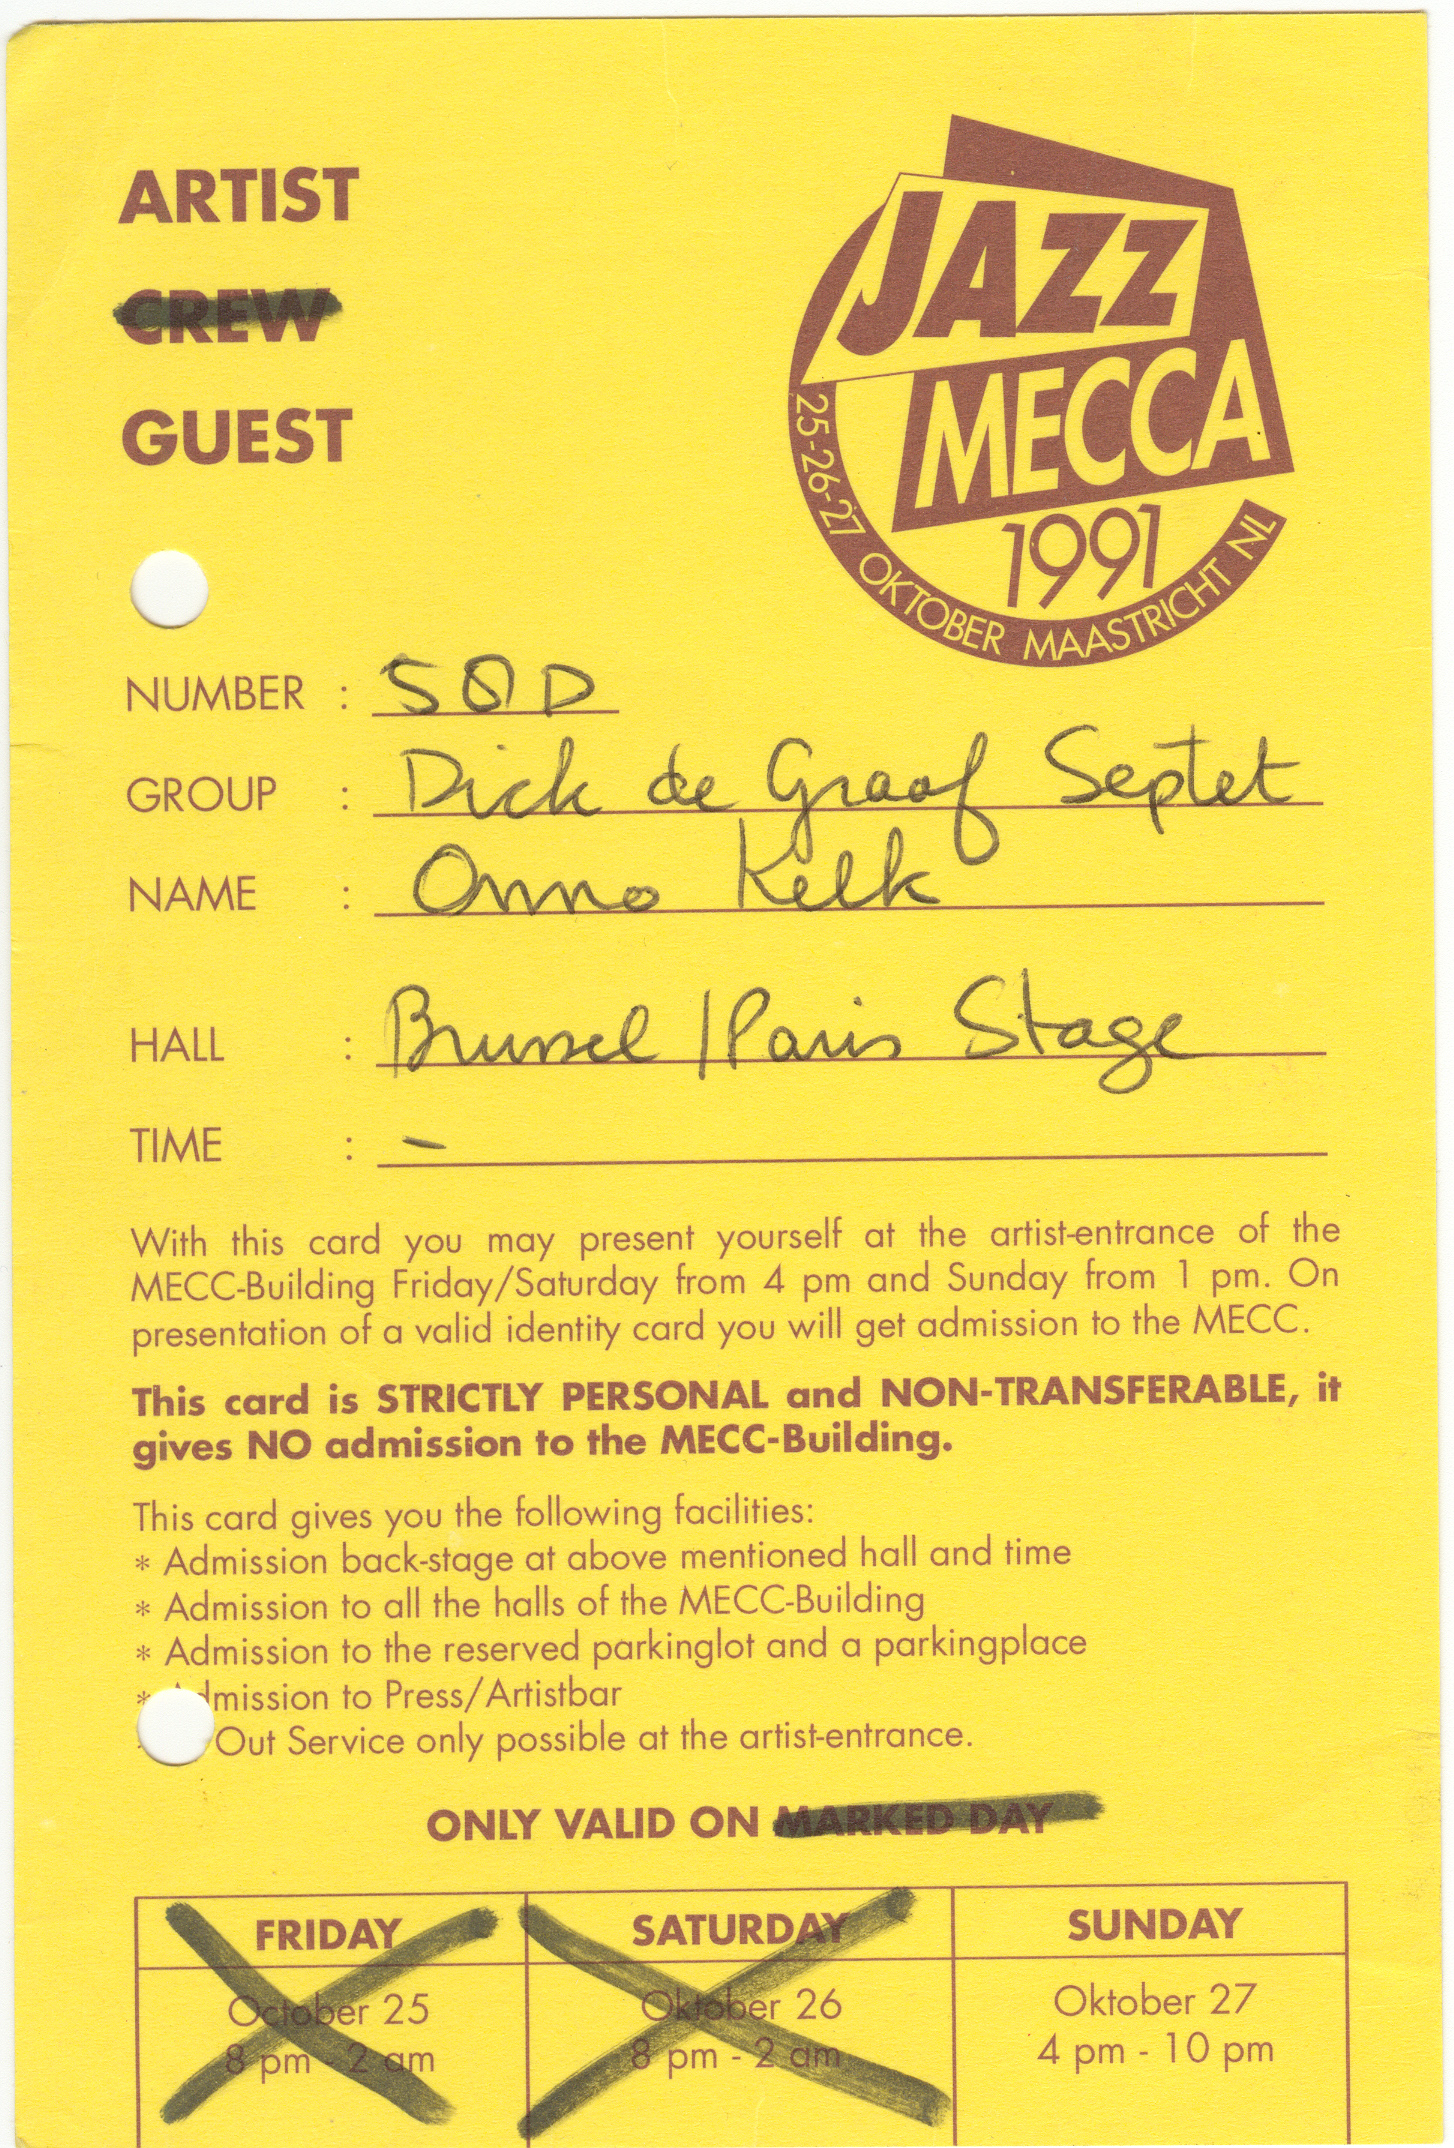 ARTIST
CREW
GUEST
JAZZ
MECCA
1991
25-26-27 OKTOBER MAASTRICHT NL
NUMBER : 50D
GROUP : Dick de Graaf Septet
NAME : Onno Kelk
HALL : Brussel / Paris Stage
TIME : -
With this card you may present yourself at the artist-entrance of the
MECC-Building Friday/Saturday from 4 pm and Sunday from 1 pm. On
presentation of a valid identity card you will get admission to the MECC.
This card is STRICTLY PERSONAL and NON-TRANSFERABLE, it
gives NO admission to the MECC-Building.
This card gives you the following facilities:
* Admission back-stage at above mentioned hall and time
* Admission to all the halls of the MECC-Building
* Admission to the reserved parkinglot and a parkingplace
* Admission to Press/Artistbar
Out Service only possible at the artist-entrance.
ONLY VALID ON MARKED DAY
FRIDAY SATURDAY SUNDAY
October 25 Oktober 26 Oktober 27
8 pm - 2 am 8 pm - 2 am 4 pm - 10 pm